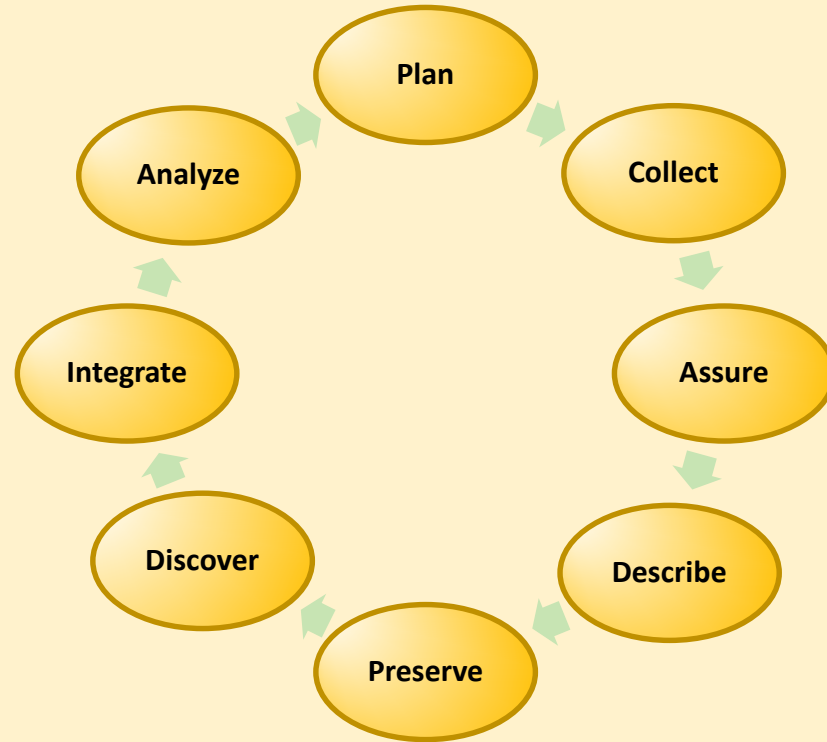 Plan
Collect
Assure
Describe
Preserve
Discover
Integrate
Analyze